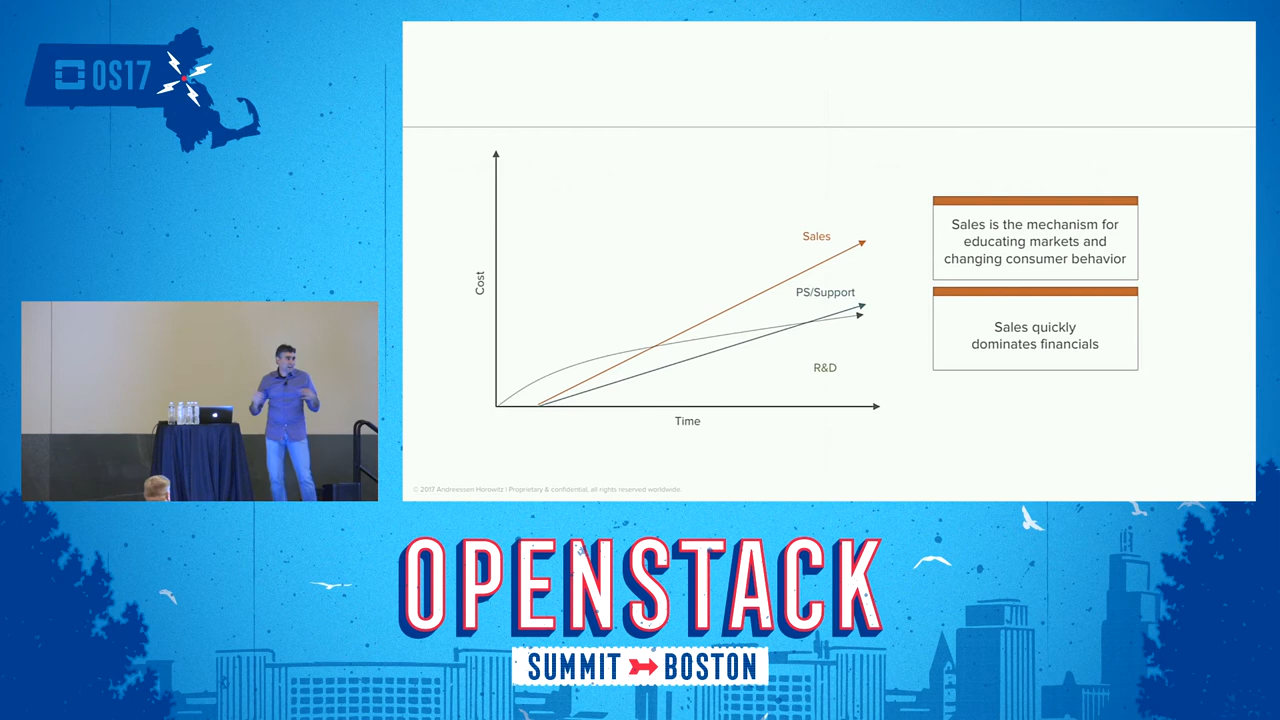 OS17
Sales
Cost
PS/Support
R&D
Time
Sales is the mechanism for
educating markets and
changing consumer behavior
Sales quickly
dominates financials
© 2017 Andreessen Horowitz | Proprietary & confidential, all rights reserved worldwide.
OPENSTACK
SUMMIT BOSTON